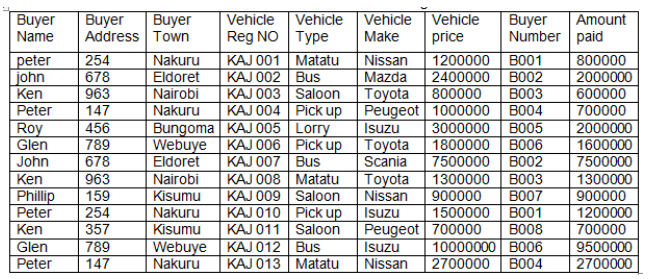 Buyer Name | Buyer Address | Buyer Town | Vehicle Reg NO | Vehicle Type | Vehicle Make | Vehicle price | Buyer Number | Amount paid
peter | 254 | Nakuru | KAJ 001 | Matatu | Nissan | 1200000 | B001 | 800000
john | 678 | Eldoret | KAJ 002 | Bus | Mazda | 2400000 | B002 | 2000000
Ken | 963 | Nairobi | KAJ 003 | Saloon | Toyota | 800000 | B003 | 600000
Peter | 147 | Nakuru | KAJ 004 | Pick up | Peugeot | 1000000 | B004 | 700000
Roy | 456 | Bungoma | KAJ 005 | Lorry | Isuzu | 3000000 | B005 | 2000000
Glen | 789 | Webuye | KAJ 006 | Pick up | Toyota | 1800000 | B006 | 1600000
John | 678 | Eldoret | KAJ 007 | Bus | Scania | 7500000 | B002 | 7500000
Ken | 963 | Nairobi | KAJ 008 | Matatu | Toyota | 1300000 | B003 | 1300000
Phillip | 159 | Kisumu | KAJ 009 | Saloon | Nissan | 900000 | B007 | 900000
Peter | 254 | Nakuru | KAJ 010 | Pick up | Isuzu | 1500000 | B001 | 1200000
Ken | 357 | Kisumu | KAJ 011 | Saloon | Peugeot | 700000 | B008 | 700000
Glen | 789 | Webuye | KAJ 012 | Bus | Isuzu | 10000000 | B006 | 9500000
Peter | 147 | Nakuru | KAJ 013 | Matatu | Nissan | 2700000 | B004 | 2700000